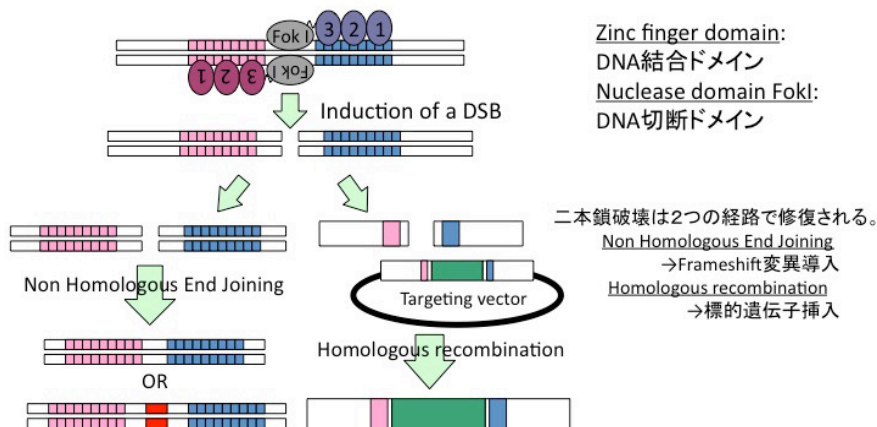 Fok I
3 2 1
Fok I
1 2 3
Induction of a DSB
Non Homologous End Joining
OR
Targeting vector
Homologous recombination
Zinc finger domain:
DNA結合ドメイン
Nuclease domain FokI:
DNA切断ドメイン
二本鎖破壊は２つの経路で修復される。
Non Homologous End Joining
→Frameshift変異導入
Homologous recombination
→標的遺伝子挿入